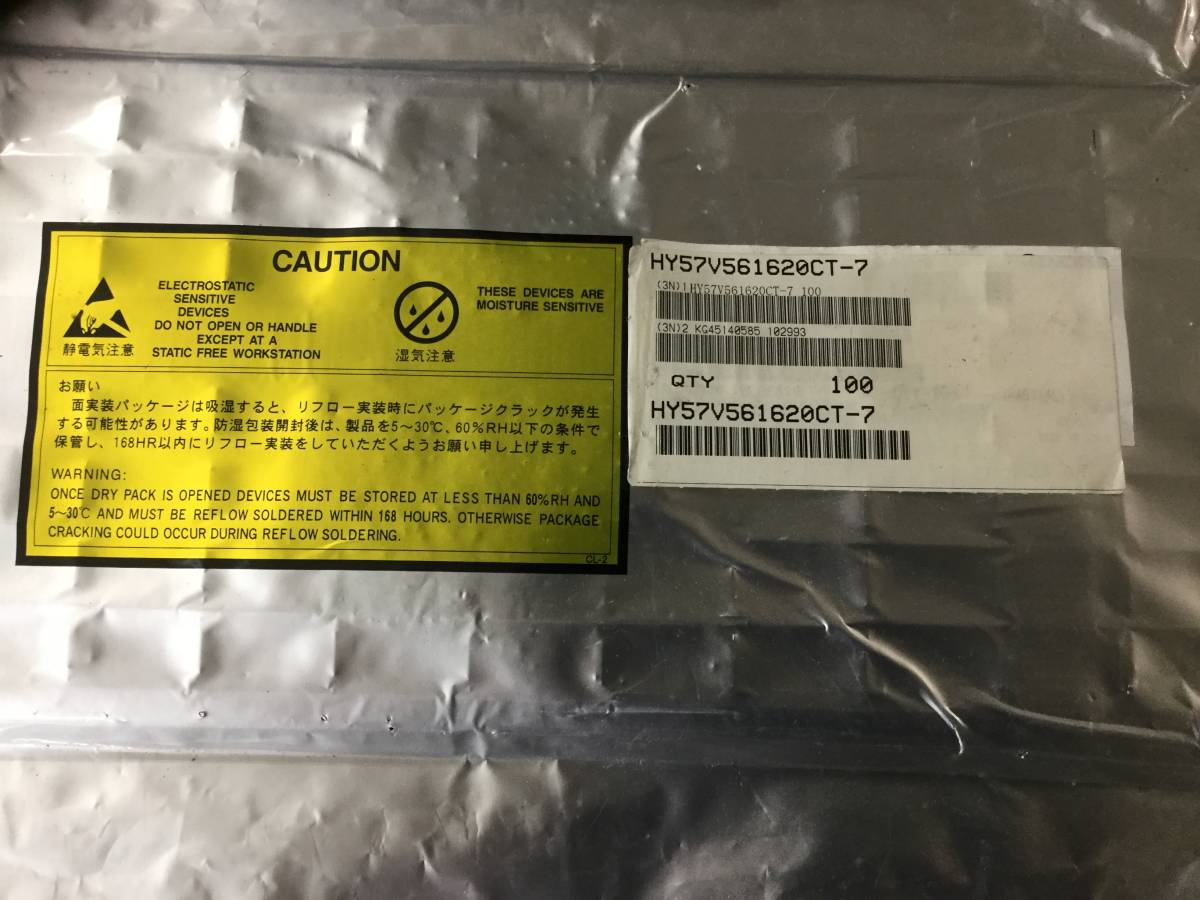 CAUTION
ELECTROSTATIC
SENSITIVE
DEVICES
DO NOT OPEN OR HANDLE
EXCEPT AT A
STATIC FREE WORKSTATION
静電気注意
THESE DEVICES ARE
MOISTURE SENSITIVE
湿気注意
お願い
面実装パッケージは吸湿すると、リフロー実装時にパッケージクラックが発生
する可能性があります。防湿包装開封後は、製品を5~30℃、60%RH以下の条件で
保管し、168HR以内にリフロー実装をしていただくようお願い申し上げます。
WARNING:
ONCE DRY PACK IS OPENED DEVICES MUST BE STORED AT LESS THAN 60%RH AND
5~30℃ AND MUST BE REFLOW SOLDERED WITHIN 168 HOURS. OTHERWISE PACKAGE
CRACKING COULD OCCUR DURING REFLOW SOLDERING.
CL-2
HY57V561620CT-7
(3N)1HY57V561620CT-7 100
(3N)2 KG45140585 102993
QTY 100
HY57V561620CT-7